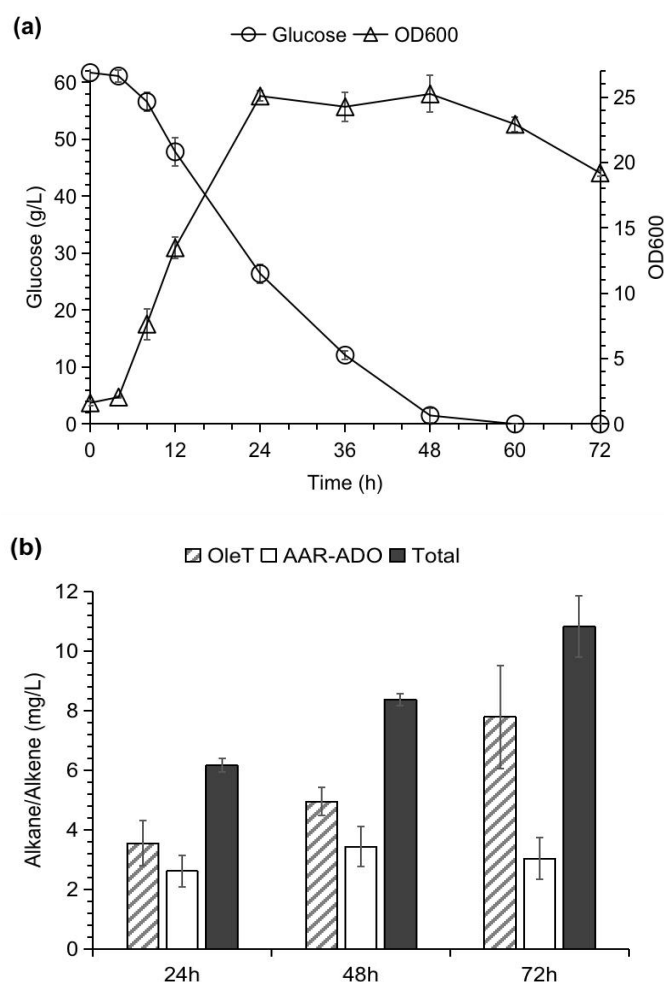 (a)
Glucose OD600
60
50
40
30
20
10
0
Glucose (g/L)
25
20
15
10
5
0
OD600
0 12 24 36 48 60 72
Time (h)
(b)
OleT AAR-ADO Total
12
10
8
6
4
2
0
Alkane/Alkene (mg/L)
24h 48h 72h